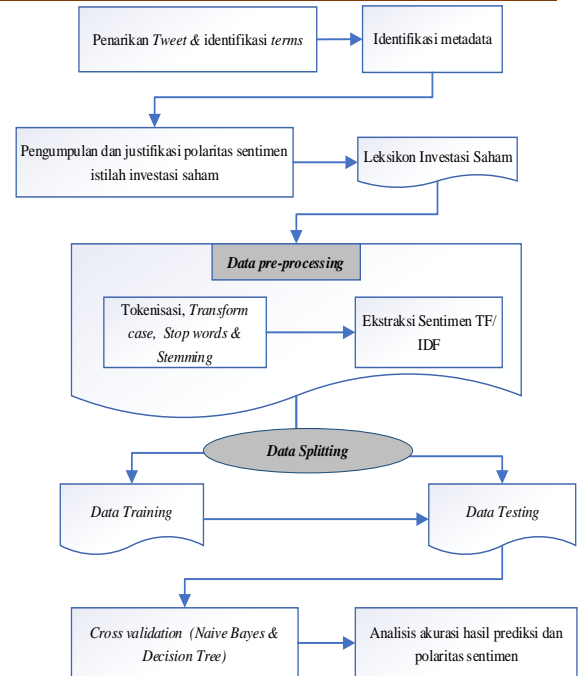 Penarikan Tweet & identifikasi terms
Identifikasi metadata
Pengumpulan dan justifikasi polaritas sentimen
istilah investasi saham
Leksikon Investasi Saham
Data pre-processing
Tokenisasi, Transform
case, Stop words &
Stemming
Ekstraksi Sentimen TF/
IDF
Data Splitting
Data Training
Data Testing
Cross validation (Naive Bayes &
Decision Tree)
Analisis akurasi hasil prediksi dan
polaritas sentimen